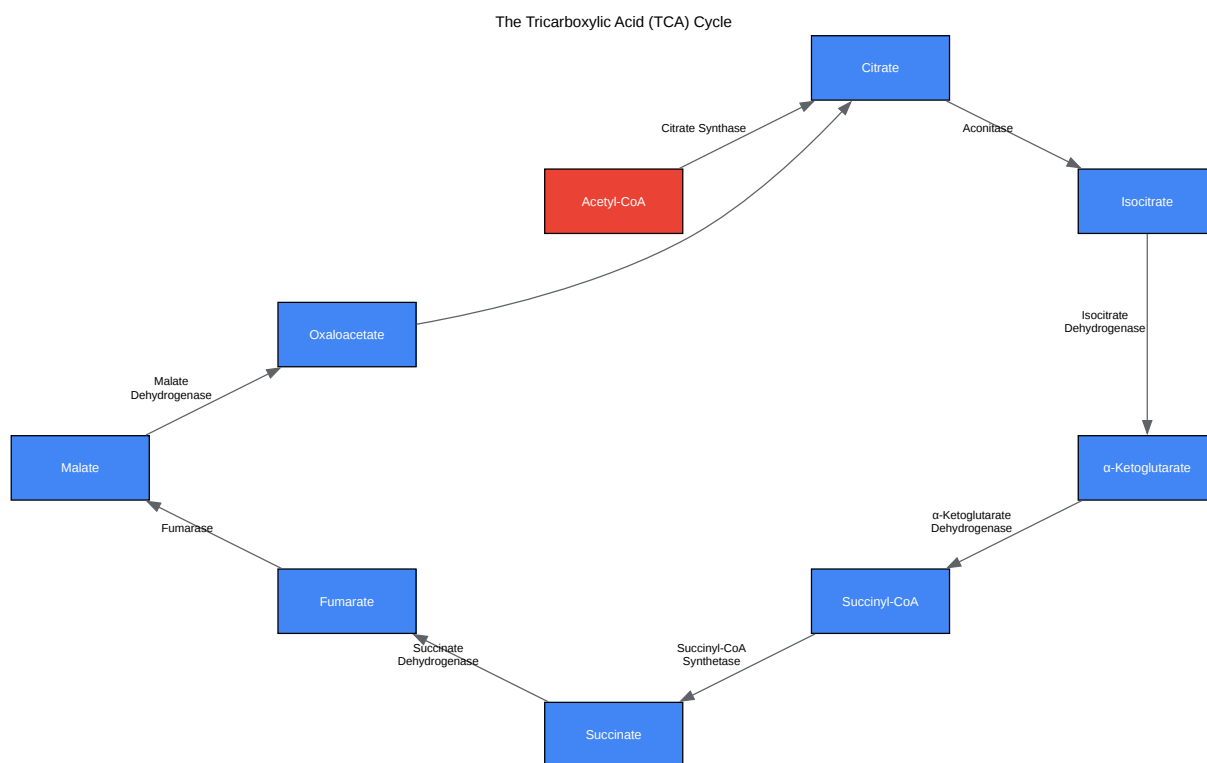 The Tricarboxylic Acid (TCA) Cycle
Citrate
Citrate Synthase
Aconitase
Acetyl-CoA
Isocitrate
Oxaloacetate
Isocitrate
Dehydrogenase
Malate
Dehydrogenase
Malate
α-Ketoglutarate
Fumarase
α-Ketoglutarate
Dehydrogenase
Fumarate
Succinyl-CoA
Succinate
Dehydrogenase
Succinyl-CoA
Synthetase
Succinate